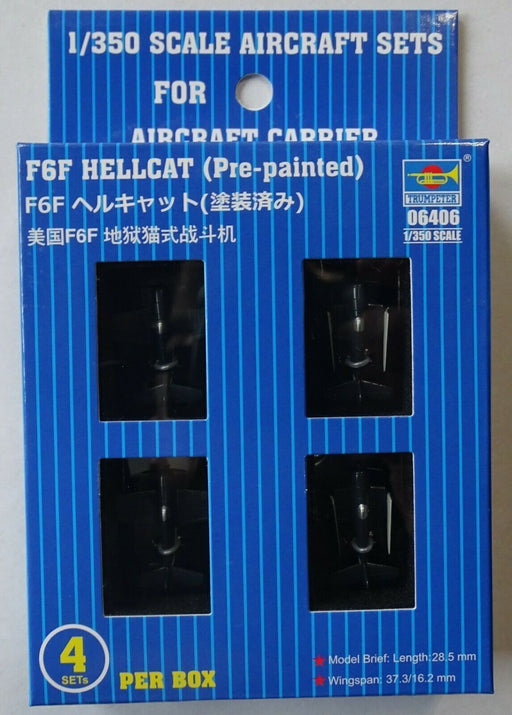 1/350 SCALE AIRCRAFT SETS
FOR
AIRCRAFT CARRIER
F6F HELLCAT (Pre-painted)
F6F ヘルキャット(塗装済み)
美国F6F 地狱猫式战斗机
®
TRUMPETER
06406
1/350 SCALE
4
SETs
PER BOX
★ Model Brief: Length:28.5 mm
★ Wingspan: 37.3/16.2 mm